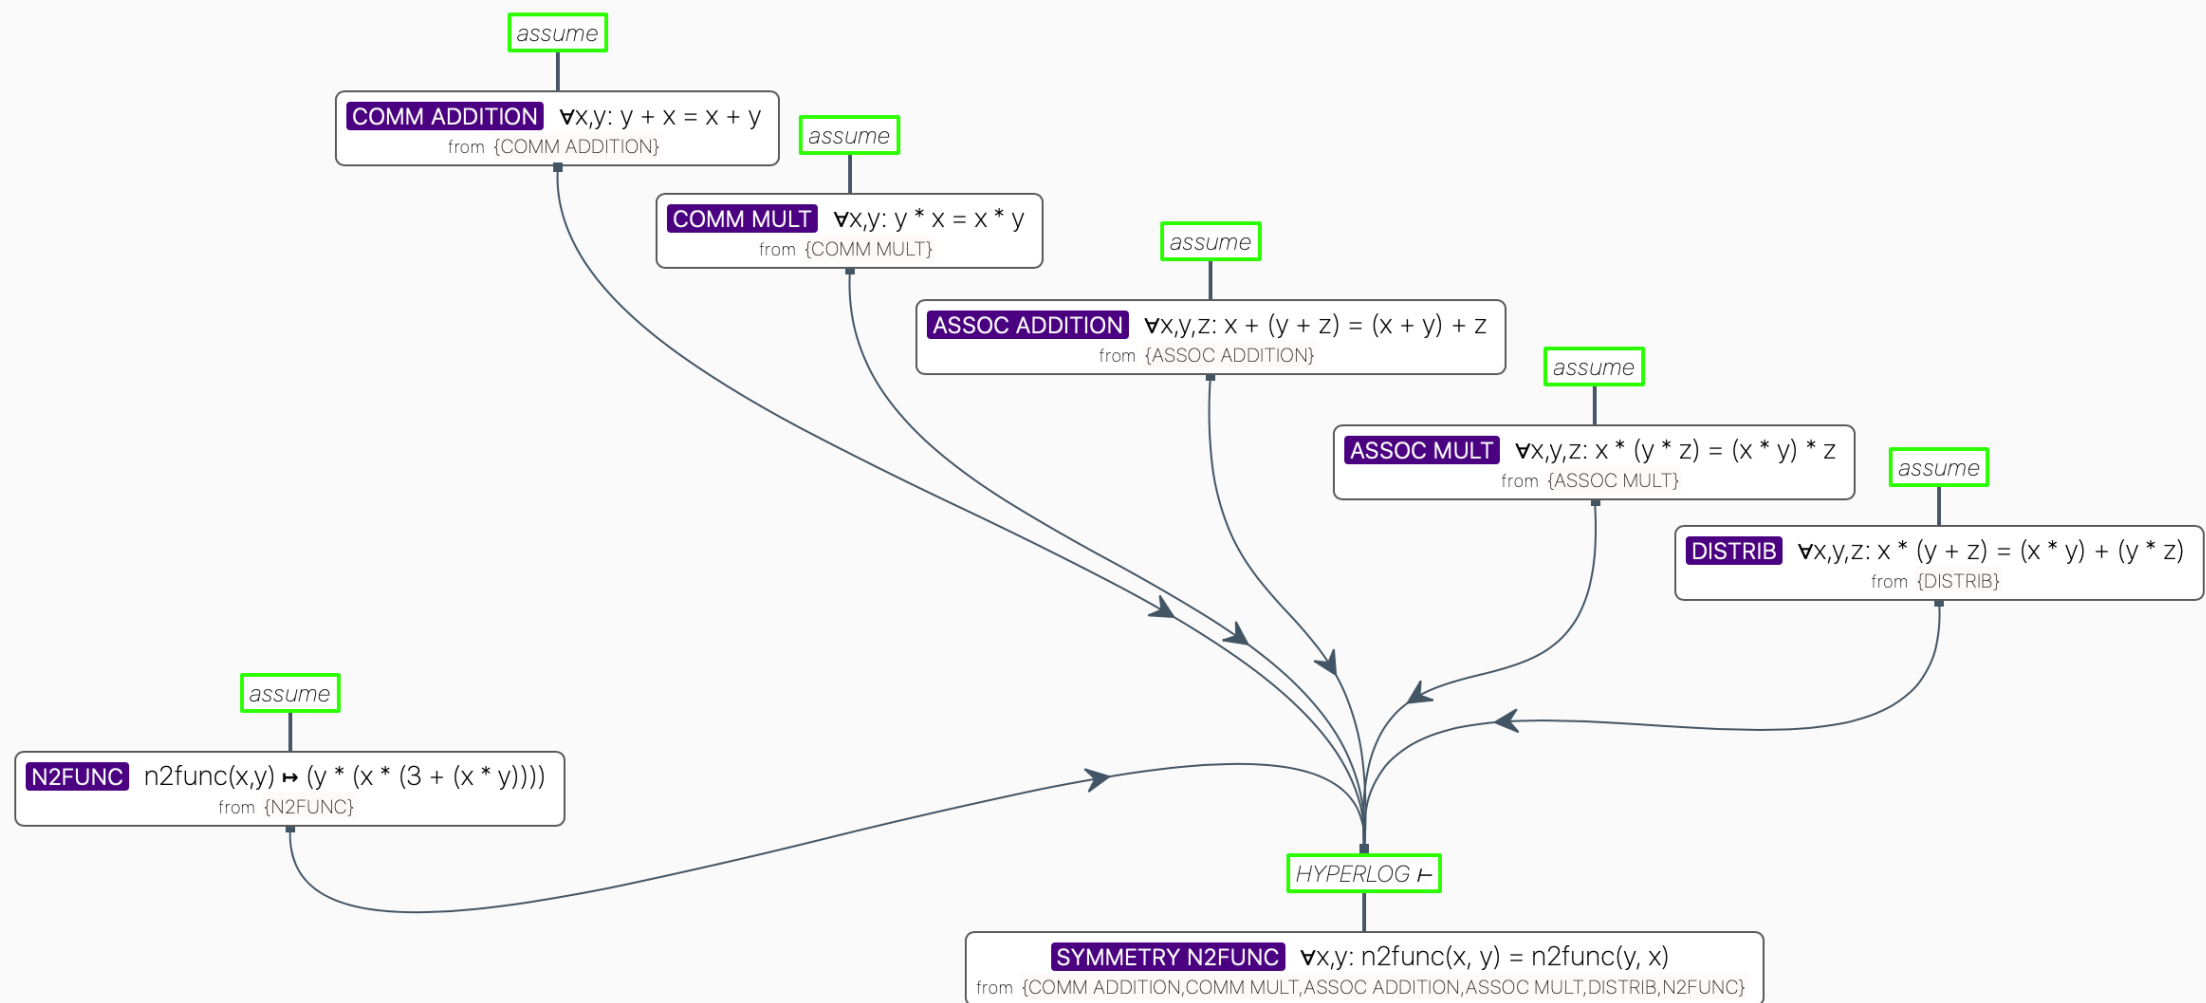 assume
COMM ADDITION ∀x,y: y + x = x + y
from {COMM ADDITION}
assume
COMM MULT ∀x,y: y * x = x * y
from {COMM MULT}
assume
ASSOC ADDITION ∀x,y,z: x + (y + z) = (x + y) + z
from {ASSOC ADDITION}
assume
ASSOC MULT ∀x,y,z: x * (y * z) = (x * y) * z
from {ASSOC MULT}
assume
DISTRIB ∀x,y,z: x * (y + z) = (x * y) + (y * z)
from {DISTRIB}
assume
N2FUNC n2func(x,y) ↦ (y * (x * (3 + (x * y))))
from {N2FUNC}
HYPERLOG ⊢
SYMMETRY N2FUNC ∀x,y: n2func(x, y) = n2func(y, x)
from {COMM ADDITION,COMM MULT,ASSOC ADDITION,ASSOC MULT,DISTRIB,N2FUNC}